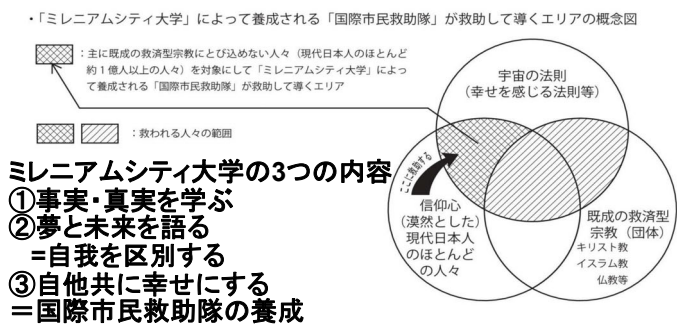 ・「ミレニアムシティ大学」によって養成される「国際市民救助隊」が救助して導くエリアの概念図
：主に既成の救済型宗教にとび込めない人々（現代日本人のほとんど
約１億人以上の人々）を対象にして「ミレニアムシティ大学」によっ
て養成される「国際市民救助隊」が救助して導くエリア
：救われる人々の範囲
宇宙の法則
（幸せを感じる法則等）
ここに救助する
信仰心
（漠然とした）
現代日本人
のほとんど
の人々
既成の救済型
宗教（団体）
キリスト教
イスラム教
仏教等
ミレニアムシティ大学の3つの内容
①事実・真実を学ぶ
②夢と未来を語る
=自我を区別する
③自他共に幸せにする
＝国際市民救助隊の養成